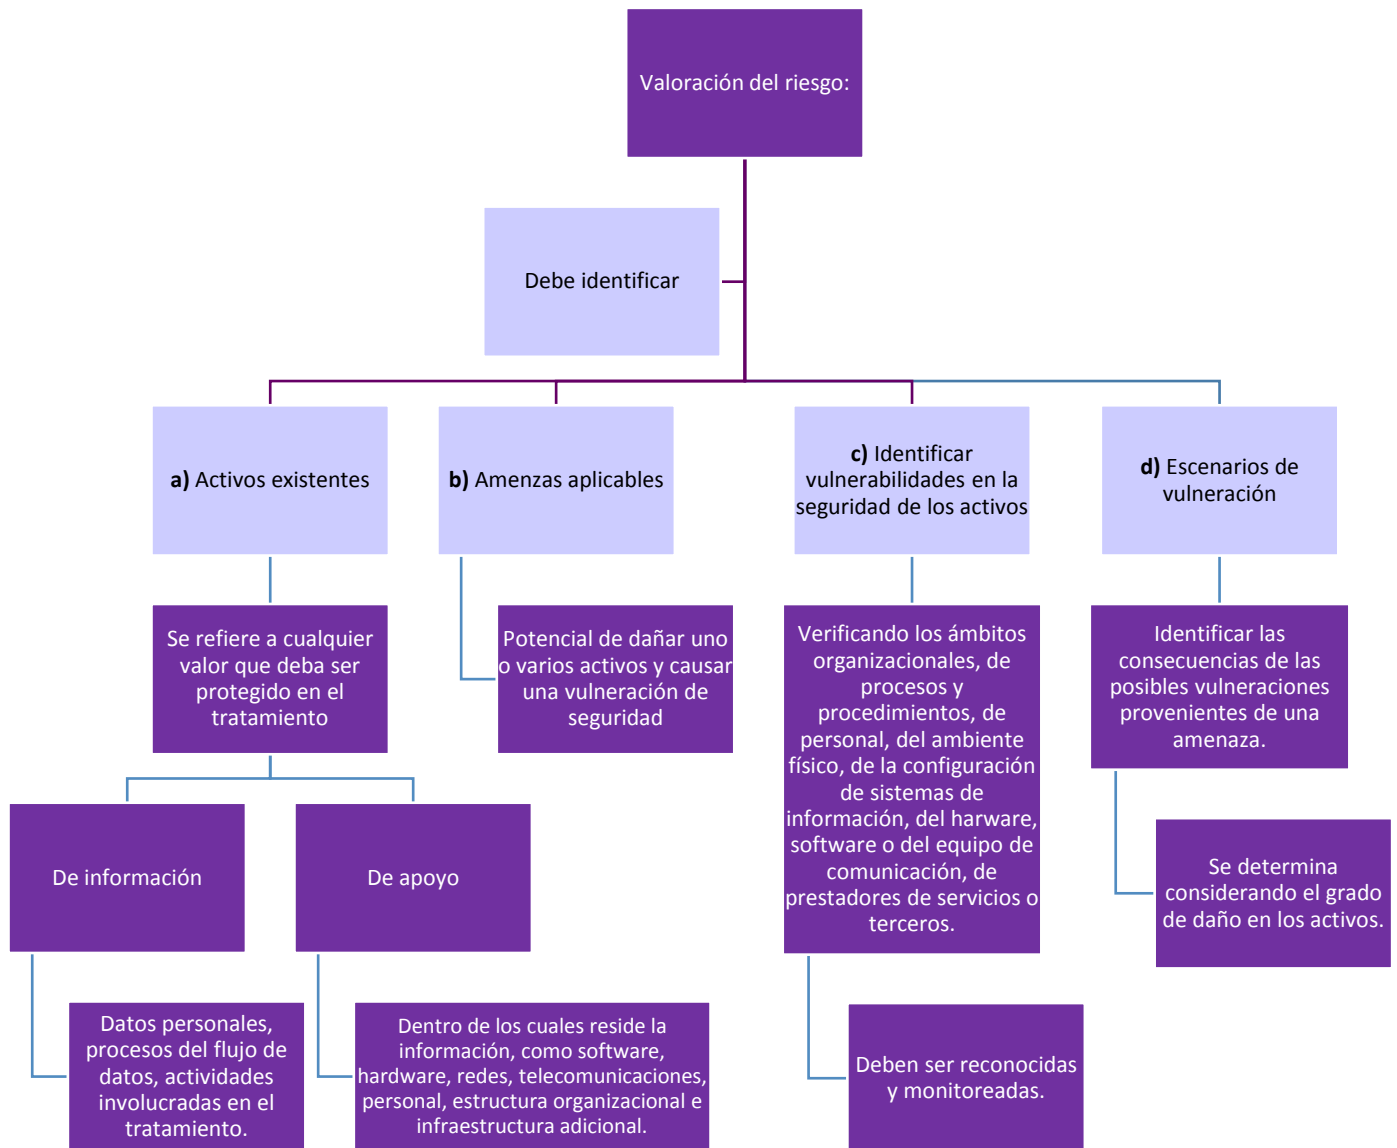 Valoración del riesgo:
Debe identificar
a) Activos existentes
b) Amenzas aplicables
c) Identificar
vulnerabilidades en la
seguridad de los activos
d) Escenarios de
vulneración
Se refiere a cualquier
valor que deba ser
protegido en el
tratamiento
Potencial de dañar uno
o varios activos y causar
una vulneración de
seguridad
Verificando los ámbitos
organizacionales, de
procesos y
procedimientos, de
personal, del ambiente
físico, de la configuración
de sistemas de
información, del harware,
software o del equipo de
comunicación, de
prestadores de servicios o
terceros.
Identificar las
consecuencias de las
posibles vulneraciones
provenientes de una
amenaza.
De información
De apoyo
Se determina
considerando el grado
de daño en los activos.
Datos personales,
procesos del flujo de
datos, actividades
involucradas en el
tratamiento.
Dentro de los cuales reside la
información, como software,
hardware, redes, telecomunicaciones,
personal, estructura organizacional e
infraestructura adicional.
Deben ser reconocidas
y monitoreadas.